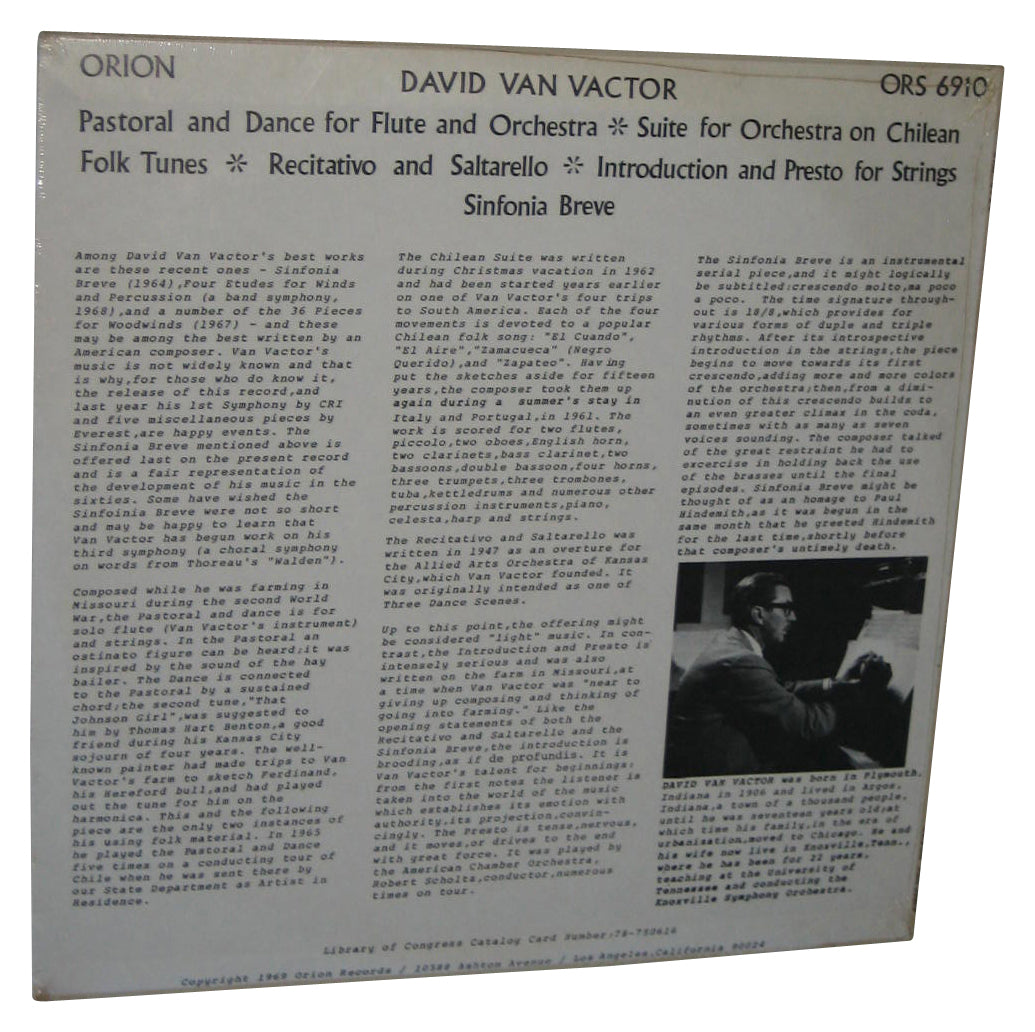 ORION
DAVID VAN VACTOR
ORS 6910
Pastoral and Dance for Flute and Orchestra ※ Suite for Orchestra on Chilean
Folk Tunes ※ Recitativo and Saltarello ※ Introduction and Presto for Strings
Sinfonia Breve
Among David Van Vactor's best works
are these recent ones - Sinfonia
Breve (1964),Four Etudes for Winds
and Percussion (a band symphony,
1968),and a number of the 36 Pieces
for Woodwinds (1967) - and these
may be among the best written by an
American composer. Van Vactor's
music is not widely known and that
is why,for those who do know it,
the release of this record,and
last year his 1st Symphony by CRI
and five miscellaneous pieces by
Everest,are happy events. The
Sinfonia Breve mentioned above is
offered last on the present record
and is a fair representation of
the development of his music in the
sixties. Some have wished the
Sinfoinia Breve were not so short
and may be happy to learn that
Van Vactor has begun work on his
third symphony (a choral symphony
on words from Thoreau's "Walden").
Composed while he was farming in
Missouri during the second World
War,the Pastoral and dance is for
solo flute (Van Vactor's instrument)
and strings. In the Pastoral an
ostinato figure can be heard;it was
inspired by the sound of the hay
bailer. The Dance is connected
to the Pastoral by a sustained
chord;the second tune,"That
Johnson Girl",was suggested to
him by Thomas Hart Benton,a good
friend during his Kansas City
sojourn of four years. The well-
known painter had made trips to Van
Vactor's farm to sketch Ferdinand,
his Hereford bull,and had played
out the tune for him on the
harmonica. This and the following
piece are the only two instances of
his using folk material. In 1965
he played the Pastoral and Dance
five times on a conducting tour of
Chile when he was sent there by
our State Department as Artist in
Residence.
The Chilean Suite was written
during Christmas vacation in 1962
and had been started years earlier
on one of Van Vactor's four trips
to South America. Each of the four
movements is devoted to a popular
Chilean folk song: "El Cuando",
"El Aire","Zamacueca" (Negro
Querido),and "Zapateo". Having
put the sketches aside for fifteen
years,the composer took them up
again during a summer's stay in
Italy and Portugal,in 1961. The
work is scored for two flutes,
piccolo,two oboes,English horn,
two clarinets,bass clarinet,two
bassoons,double bassoon,four horns,
three trumpets,three trombones,
tuba,kettledrums and numerous other
percussion instruments,piano,
celesta,harp and strings.
The Recitativo and Saltarello was
written in 1947 as an overture for
the Allied Arts Orchestra of Kansas
City,which Van Vactor founded. It
was originally intended as one of
Three Dance Scenes.
Up to this point,the offering might
be considered "light" music. In con-
trast,the Introduction and Presto is
intensely serious and was also
written on the farm in Missouri,at
a time when Van Vactor was "near to
giving up composing and thinking of
going into farming." Like the
opening statements of both the
Recitativo and Saltarello and the
Sinfonia Breve,the introduction is
brooding,as if de profundis. It is
Van Vactor's talent for beginnings:
from the first notes the listener is
taken into the world of the music
which establishes its emotion with
authority.its projection,convin-
cingly. The Presto is tense,nervous,
and it moves,or drives to the end
with great force. It was played by
the American Chamber Orchestra,
Robert Scholtz,conductor,numerous
times on tour.
The Sinfonia Breve is an instrumental
serial piece,and it might logically
be subtitled:crescendo molto,ma poco
a poco. The time signature through-
out is 18/8,which provides for
various forms of duple and triple
rhythms. After its introspective
introduction in the strings,the piece
begins to move towards its first
crescendo,adding more and more colors
of the orchestra;then,from a dimi-
nution of this crescendo builds to
an even greater climax in the coda,
sometimes with as many as seven
voices sounding. The composer talked
of the great restraint he had to
excercise in holding back the use
of the brasses until the final
episodes. Sinfonia Breve might be
thought of as an homage to Paul
Hindemith,as it was begun in the
same month that he greeted Hindemith
for the last time,shortly before
that composer's untimely death.
DAVID VAN VACTOR was born in Plymouth,
Indiana in 1906 and lived in Argos,
Indiana,a town of a thousand people,
until he was seventeen years old;at
which time his family,in the era of
urbanisation,moved to Chicago. He and
his wife now live in Knoxville,Tenn.,
where he has been for 22 years,
teaching at the University of
Tennessee and conducting the
Knoxville Symphony Orchestra.
Library of Congress Catalog Card Number:78-750614
Copyright 1969 Orion Records / 10388 Ashton Avenue / Los Angeles,California 90024